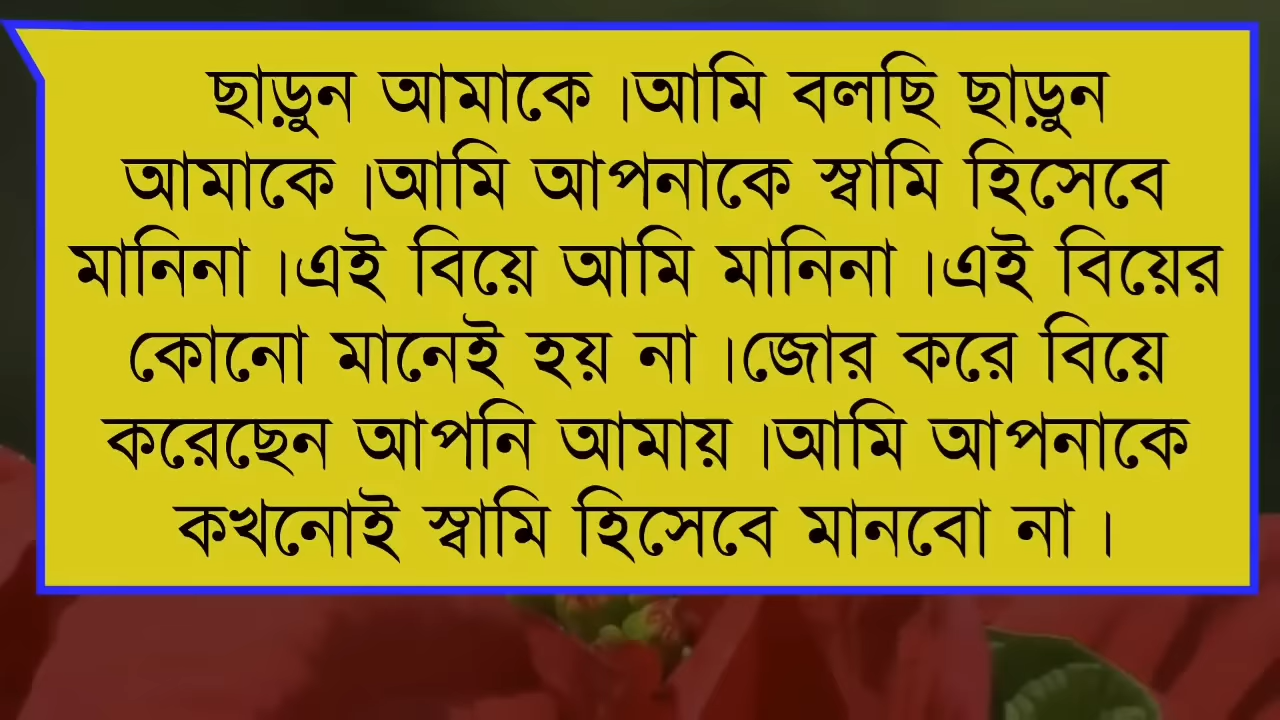 ছাড়ুন আমাকে ।আমি বলছি ছাড়ুন
আমাকে ।আমি আপনাকে স্বামি হিসেবে
মানিনা ।এই বিয়ে আমি মানিনা ।এই বিয়ের
কোনো মানেই হয় না ।জোর করে বিয়ে
করেছেন আপনি আমায় ।আমি আপনাকে
কখনোই স্বামি হিসেবে মানবো না ।